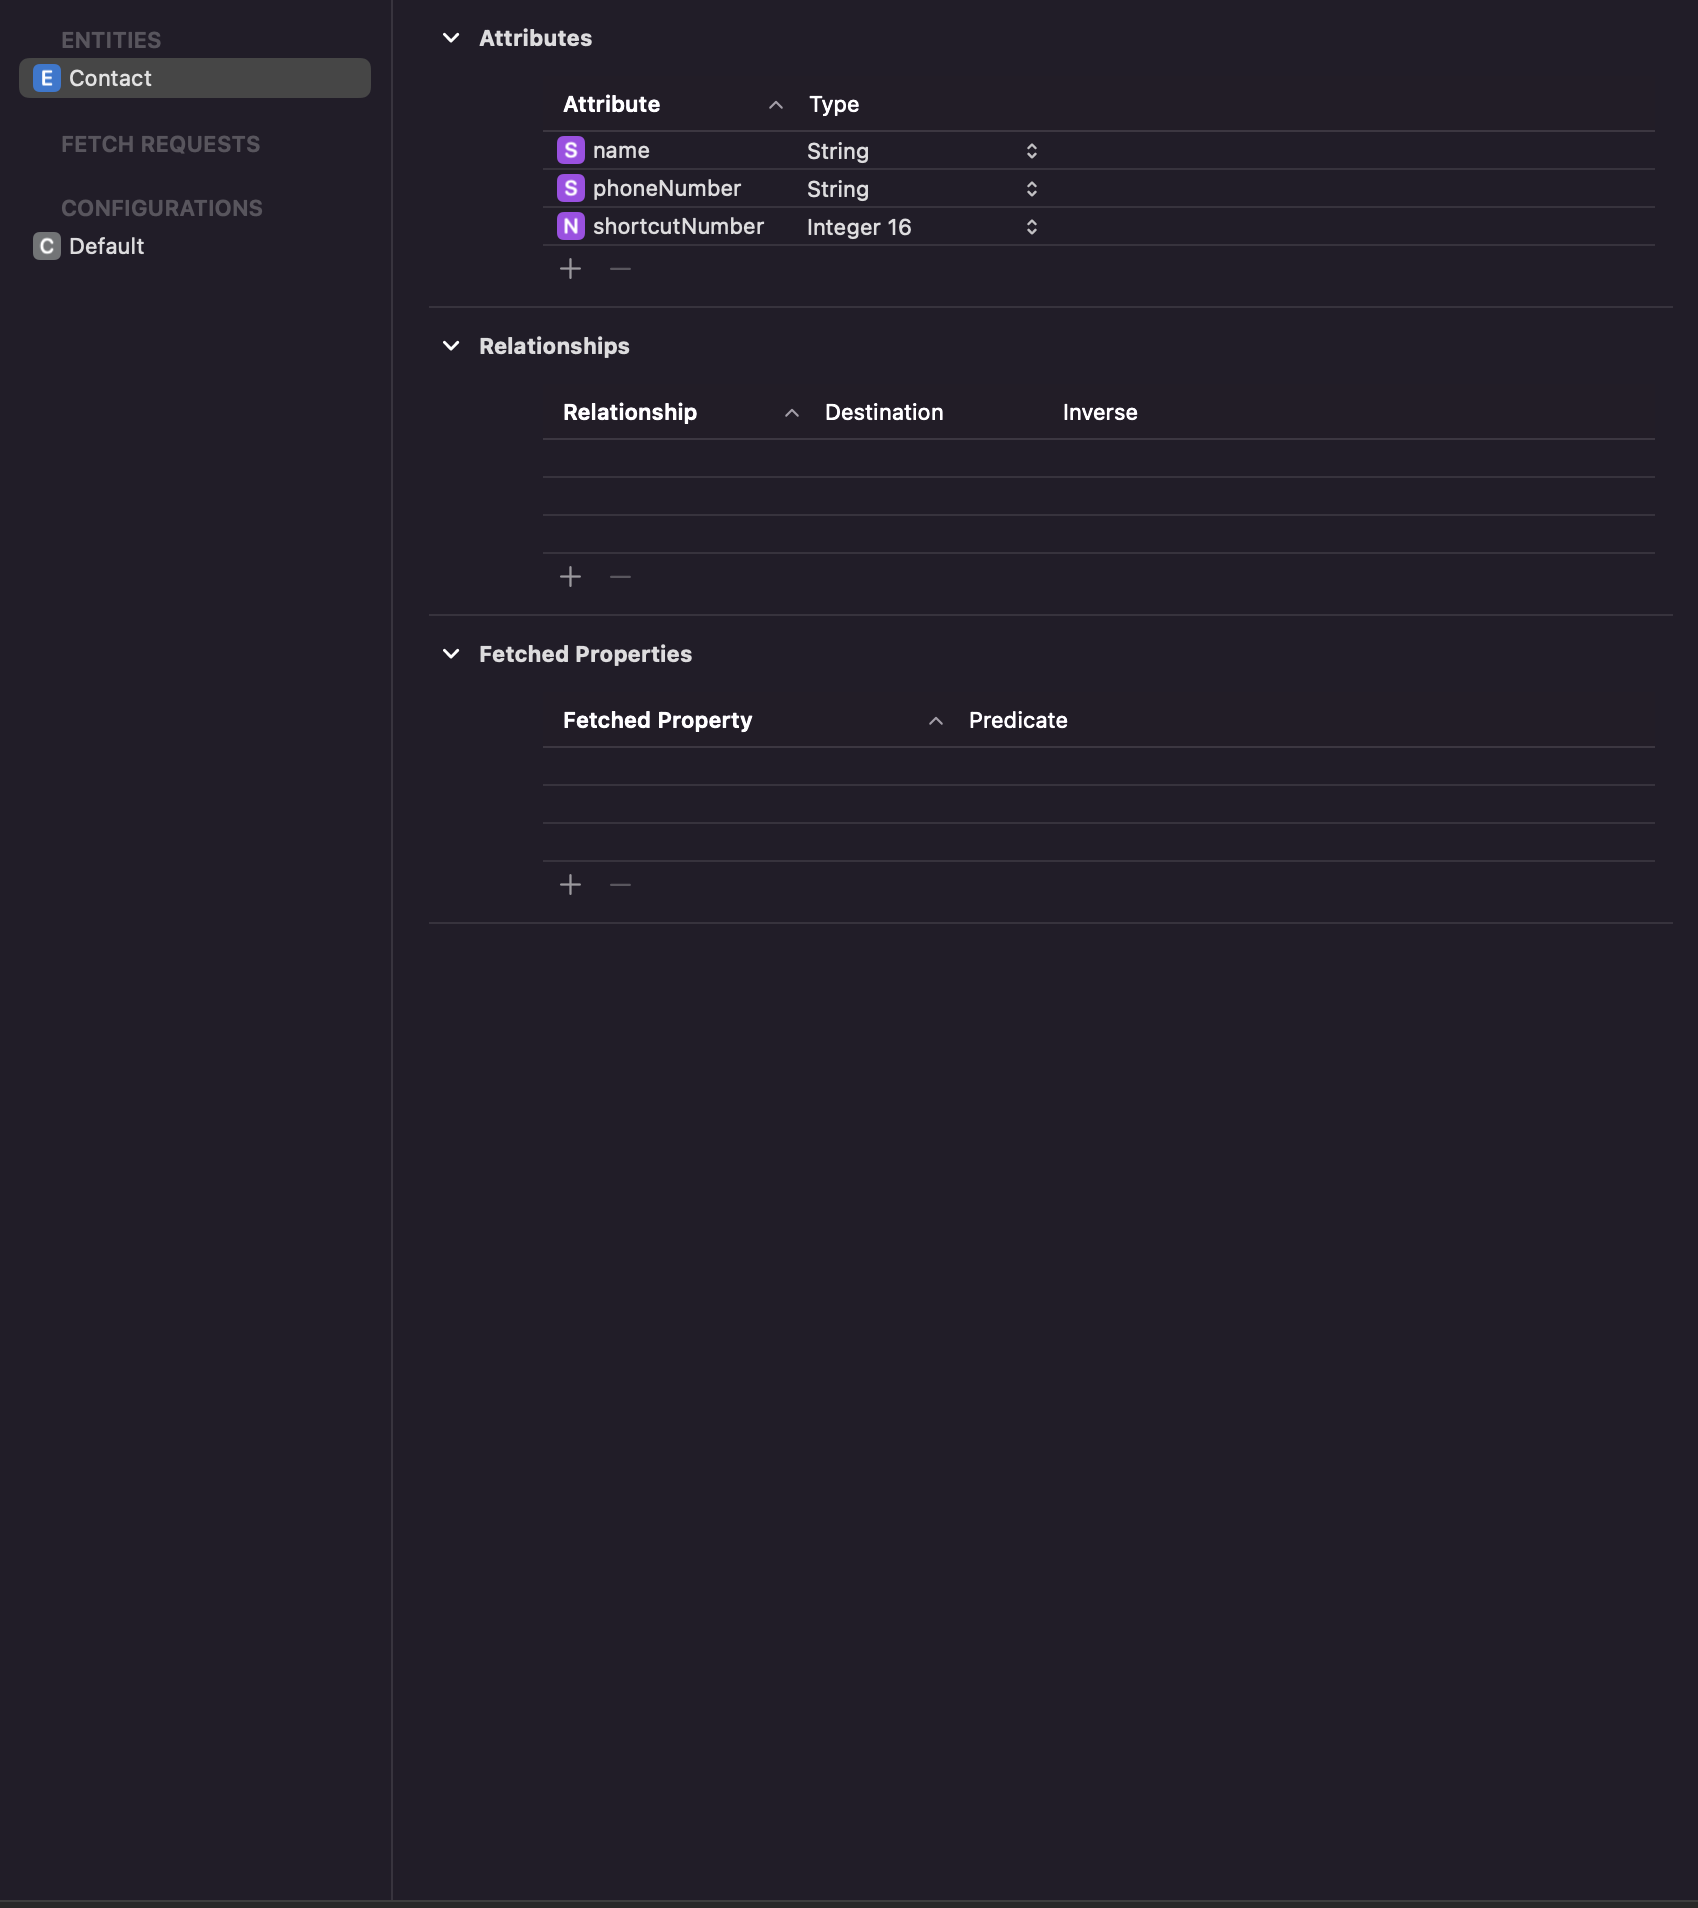 ENTITIES
E Contact
FETCH REQUESTS
CONFIGURATIONS
C Default
Attributes
Attribute Type
S name String
S phoneNumber String
N shortcutNumber Integer 16
Relationships
Relationship Destination Inverse
Fetched Properties
Fetched Property Predicate